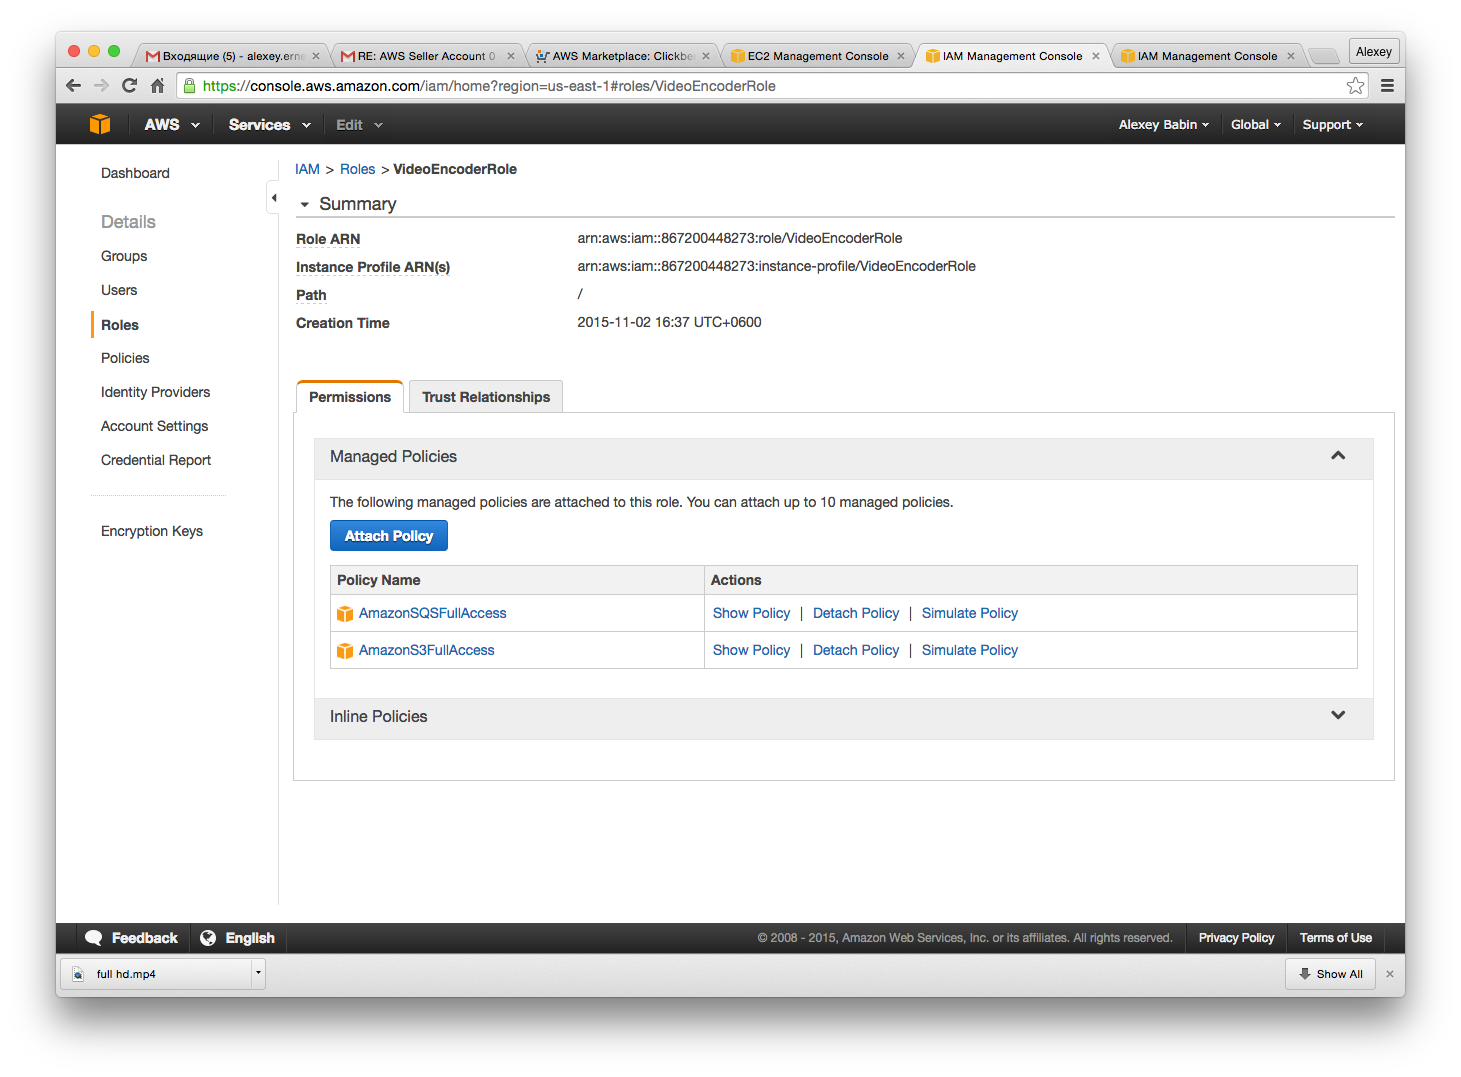 Входящие (5) - alexey.erne
RE: AWS Seller Account 0
AWS Marketplace: Clickbe
EC2 Management Console
IAM Management Console
IAM Management Console
Alexey
https://console.aws.amazon.com/iam/home?region=us-east-1#roles/VideoEncoderRole
AWS Services Edit Alexey Babin Global Support
Dashboard
Details
Groups
Users
Roles
Policies
Identity Providers
Account Settings
Credential Report
Encryption Keys
IAM > Roles > VideoEncoderRole
Summary
Role ARN arn:aws:iam::867200448273:role/VideoEncoderRole
Instance Profile ARN(s) arn:aws:iam::867200448273:instance-profile/VideoEncoderRole
Path /
Creation Time 2015-11-02 16:37 UTC+0600
Permissions Trust Relationships
Managed Policies
The following managed policies are attached to this role. You can attach up to 10 managed policies.
Attach Policy
Policy Name Actions
AmazonSQSFullAccess Show Policy | Detach Policy | Simulate Policy
AmazonS3FullAccess Show Policy | Detach Policy | Simulate Policy
Inline Policies
Feedback English © 2008 - 2015, Amazon Web Services, Inc. or its affiliates. All rights reserved. Privacy Policy Terms of Use
full hd.mp4 Show All